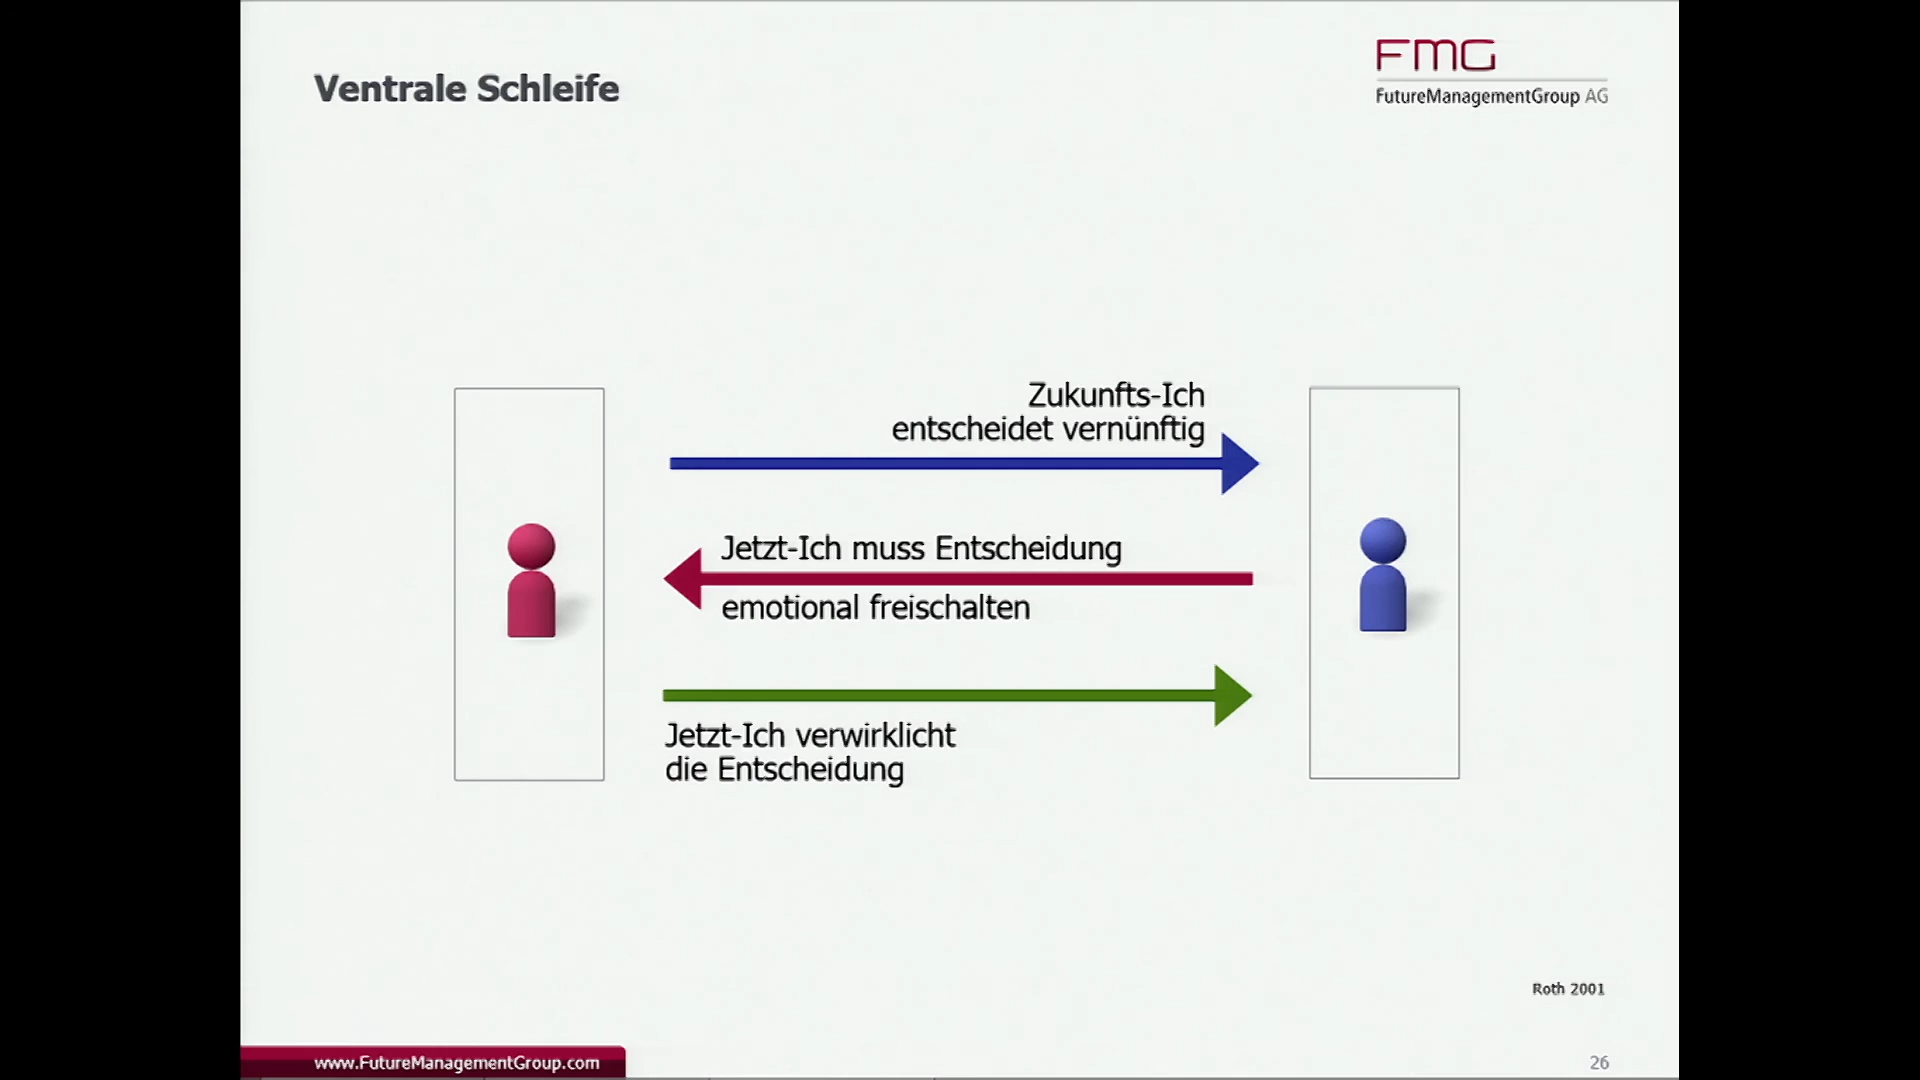 Ventrale Schleife
FMG
FutureManagementGroup AG
Zukunfts-Ich
entscheidet vernünftig
Jetzt-Ich muss Entscheidung
emotional freischalten
Jetzt-Ich verwirklicht
die Entscheidung
Roth 2001
www.FutureManagementGroup.com
26